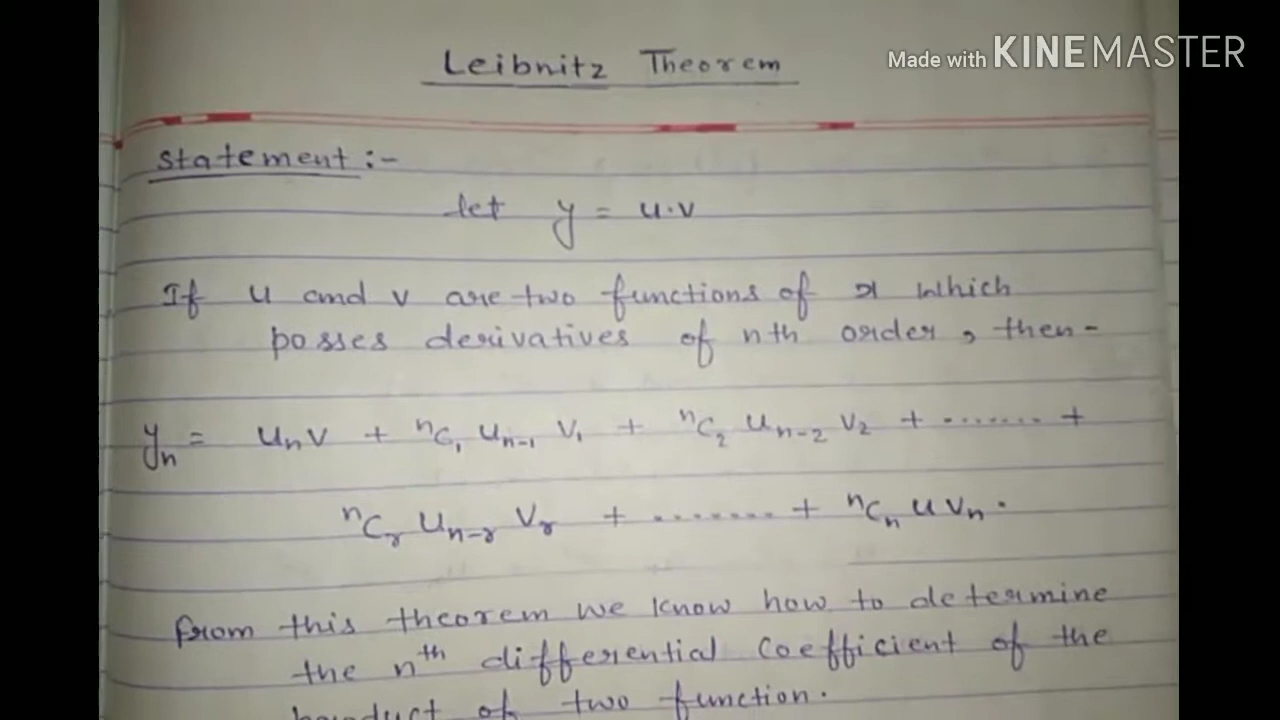 Made with KINEMASTER
Leibnitz Theorem
Statement :-
let y = u.v
If u and v are two functions of x which
posses derivatives of nth order, then-
yₙ = uₙv + ⁿC₁ uₙ₋₁ v₁ + ⁿC₂ uₙ₋₂ v₂ + ....... +
ⁿCᵣ uₙ₋ᵣ vᵣ + ........ + ⁿCₙ u vₙ .
from this theorem we know how to determine
the nᵗʰ differential coefficient of the
product of two function.